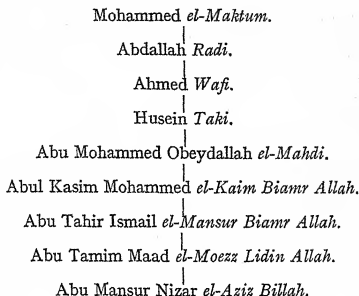 Mohammed el-Maktum.
Abdallah Radi.
Ahmed Wafi.
Husein Taki.
Abu Mohammed Obeydallah el-Mahdi.
Abul Kasim Mohammed el-Kaim Biamr Allah.
Abu Tahir Ismail el-Mansur Biamr Allah.
Abu Tamim Maad el-Moezz Lidin Allah.
Abu Mansur Nizar el-Aziz Billah.